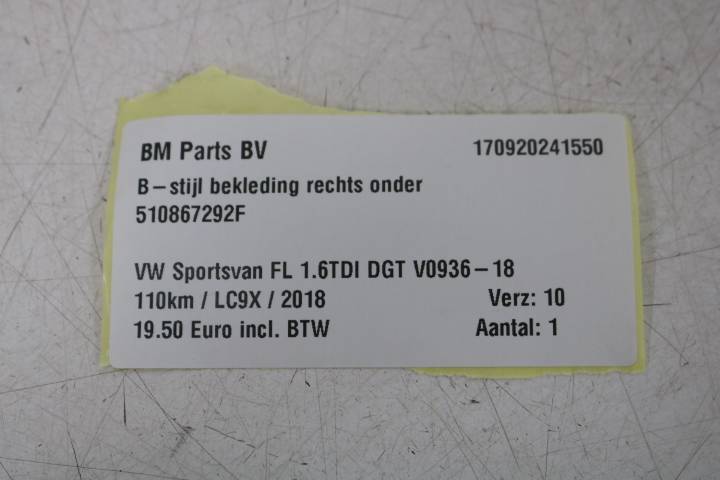 BM Parts BV 170920241550
B-stijl bekleding rechts onder
510867292F
VW Sportsvan FL 1.6TDI DGT V0936-18
110km / LC9X / 2018 Verz: 10
19.50 Euro incl. BTW Aantal: 1